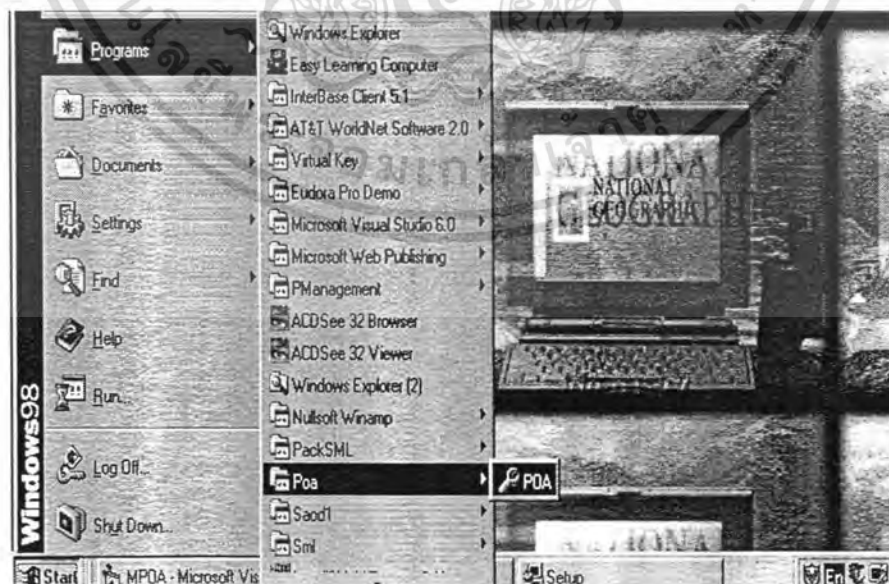 Windows98
Programs
Favorites
Documents
Settings
Find
Help
Run...
Log Off...
Shut Down...
Windows Explorer
Easy Learning Computer
InterBase Client 5.1
AT&T WorldNet Software 2.0
Virtual Key
Eudora Pro Demo
Microsoft Visual Studio 6.0
Microsoft Web Publishing
PManagement
ACDSee 32 Browser
ACDSee 32 Viewer
Windows Explorer (2)
Nullsoft Winamp
PackSML
Poa
Saod1
Sml
POA
NATIONAL
GEOGRAPHI
NATIONAL
Start
MPOA - Microsoft Vis
Setup
En